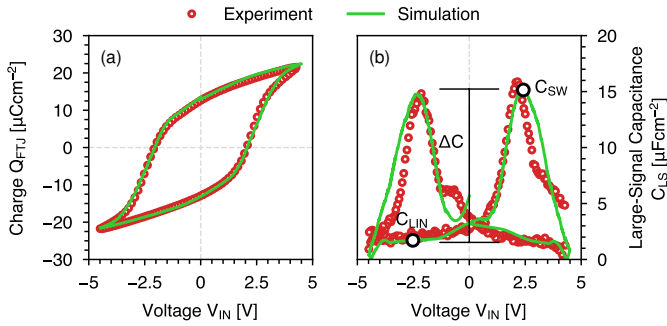 Experiment Simulation
(a)
(b)
30
20
10
0
−10
−20
−30
Charge Q_FTJ [μCcm−2]
−5 −2.5 0 2.5 5
Voltage V_IN [V]
C_SW
ΔC
C_LIN
−5 −2.5 0 2.5 5
Voltage V_IN [V]
20
15
10
5
0
Large-Signal Capacitance
C_LS [μFcm−2]